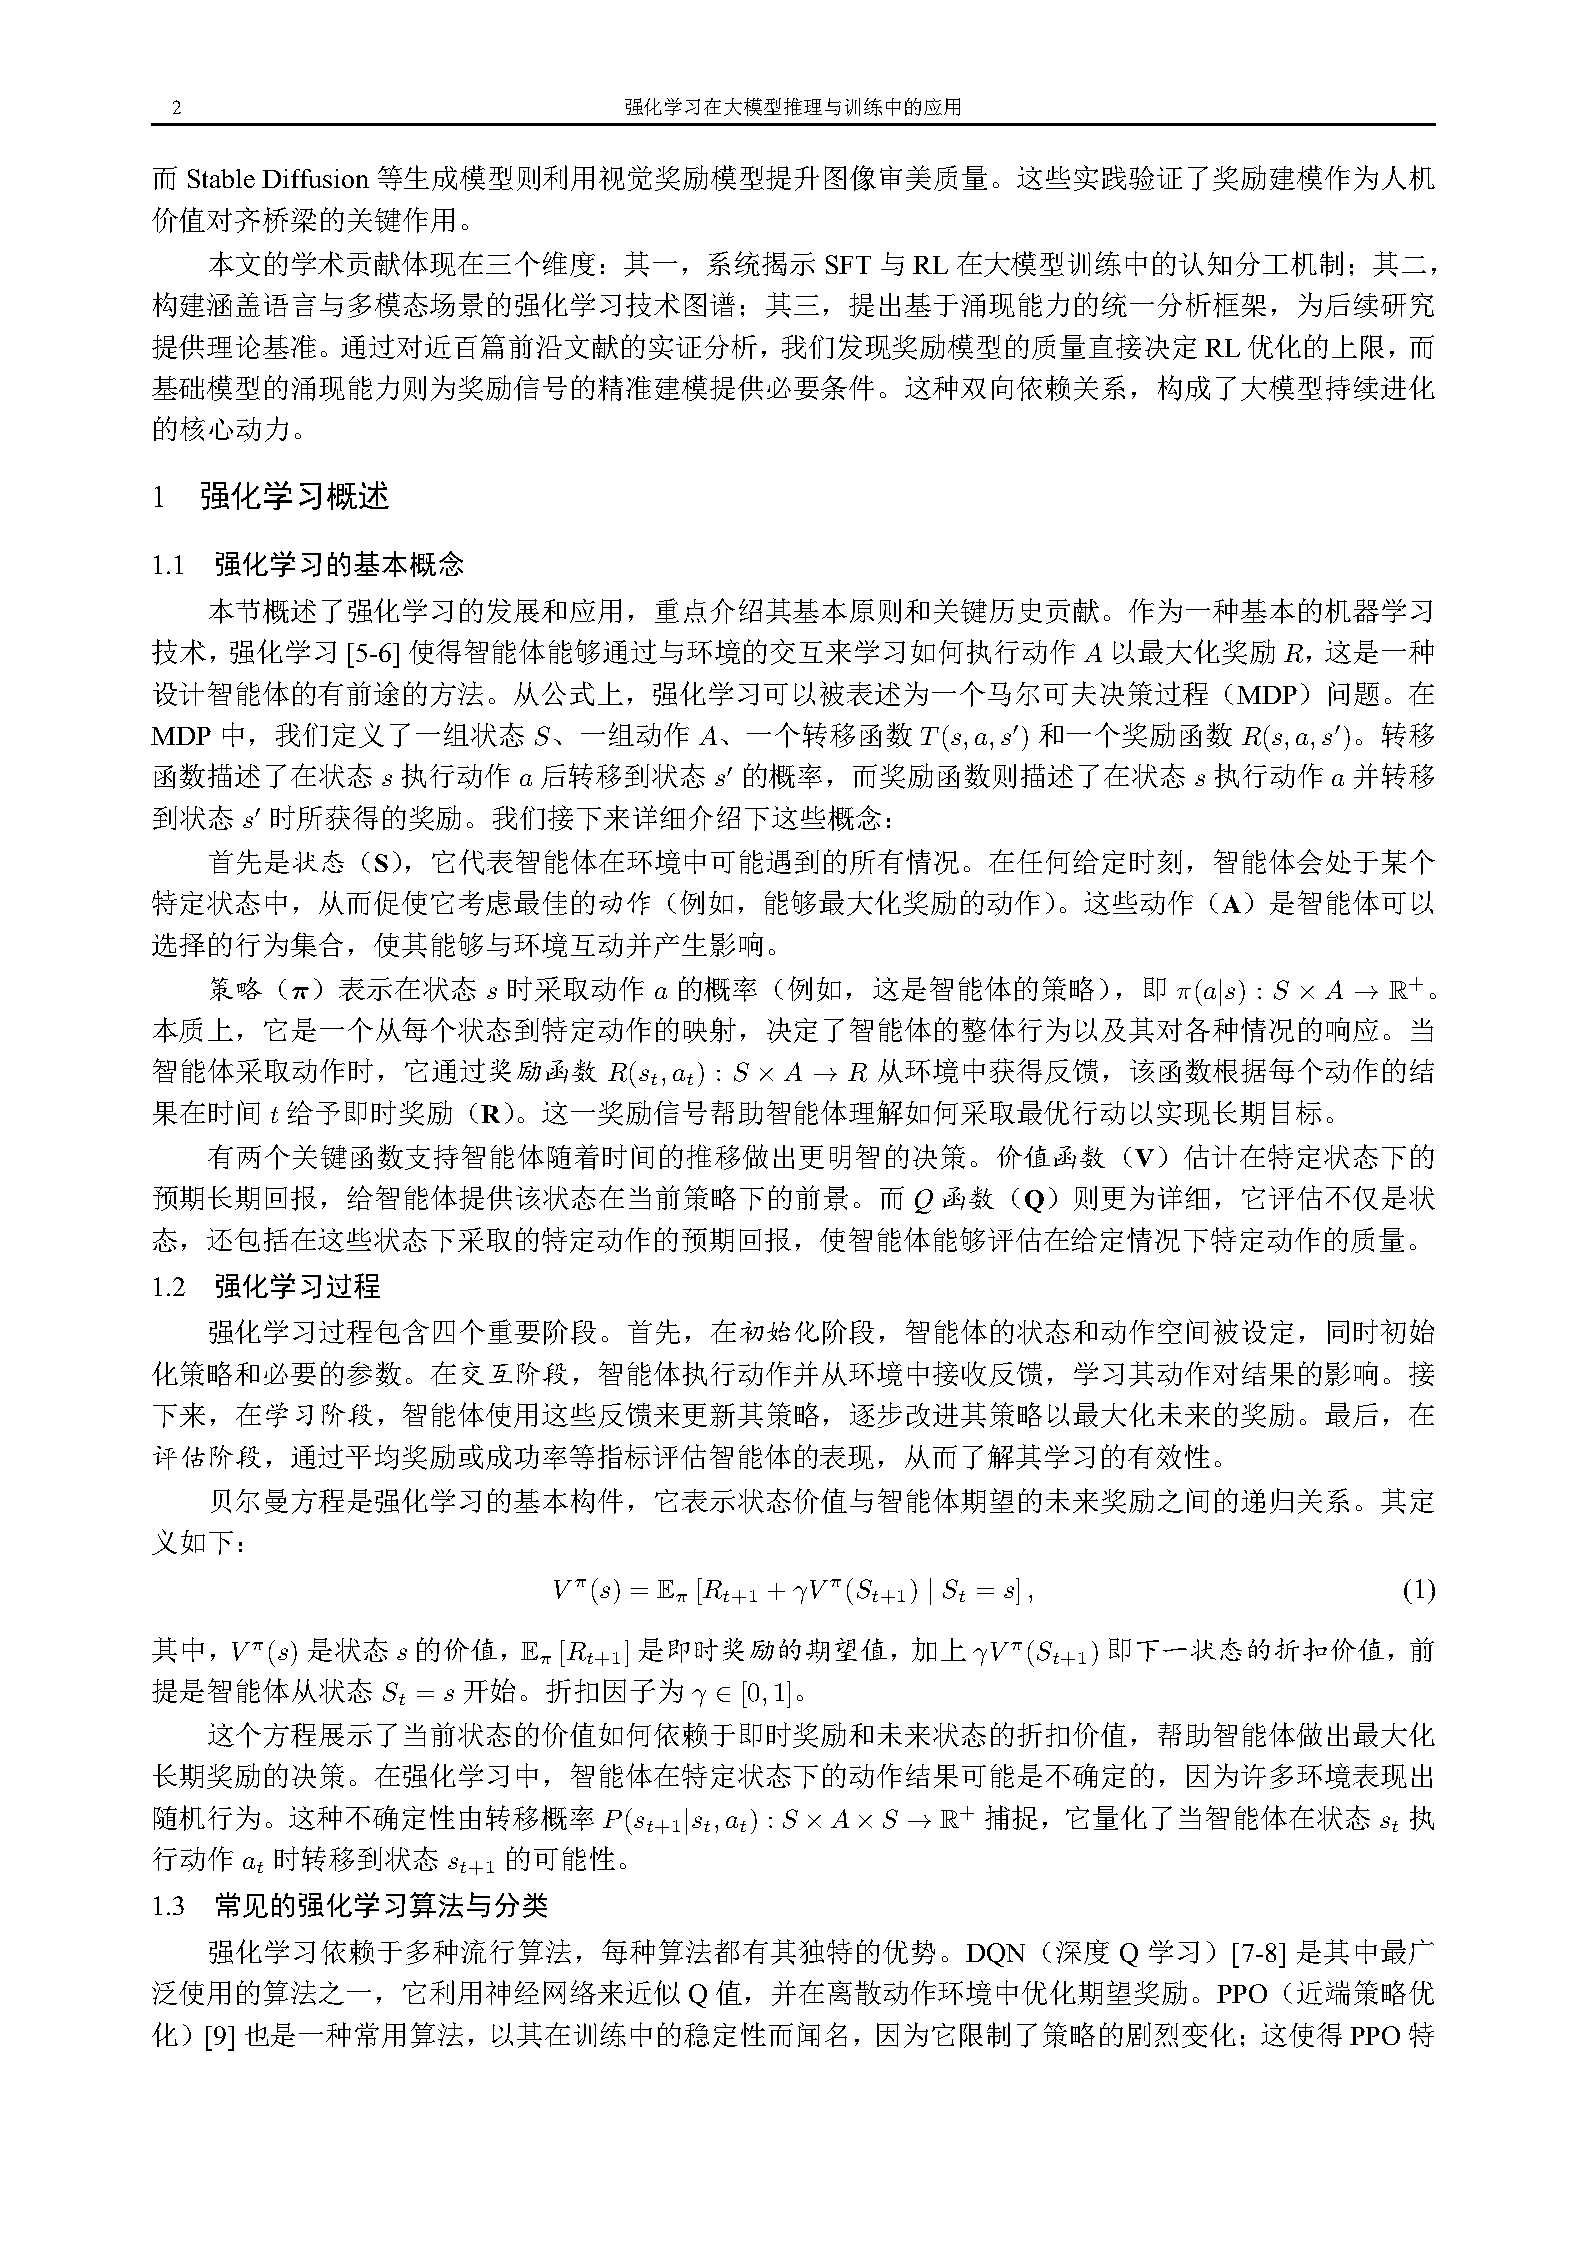 2 强化学习在大模型推理与训练中的应用
而 Stable Diffusion 等生成模型则利用视觉奖励模型提升图像审美质量。这些实践验证了奖励建模作为人机
价值对齐桥梁的关键作用。
本文的学术贡献体现在三个维度：其一，系统揭示 SFT 与 RL 在大模型训练中的认知分工机制；其二，
构建涵盖语言与多模态场景的强化学习技术图谱；其三，提出基于涌现能力的统一分析框架，为后续研究
提供理论基准。通过对近百篇前沿文献的实证分析，我们发现奖励模型的质量直接决定 RL 优化的上限，而
基础模型的涌现能力则为奖励信号的精准建模提供必要条件。这种双向依赖关系，构成了大模型持续进化
的核心动力。
1 强化学习概述
1.1 强化学习的基本概念
本节概述了强化学习的发展和应用，重点介绍其基本原则和关键历史贡献。作为一种基本的机器学习
技术，强化学习 [5-6] 使得智能体能够通过与环境的交互来学习如何执行动作 A 以最大化奖励 R，这是一种
设计智能体的有前途的方法。从公式上，强化学习可以被表述为一个马尔可夫决策过程（MDP）问题。在
MDP 中，我们定义了一组状态 S、一组动作 A、一个转移函数 T(s,a,s′) 和一个奖励函数 R(s,a,s′)。转移
函数描述了在状态 s 执行动作 a 后转移到状态 s′ 的概率，而奖励函数则描述了在状态 s 执行动作 a 并转移
到状态 s′ 时所获得的奖励。我们接下来详细介绍下这些概念：
首先是状态（S），它代表智能体在环境中可能遇到的所有情况。在任何给定时刻，智能体会处于某个
特定状态中，从而促使它考虑最佳的动作（例如，能够最大化奖励的动作）。这些动作（A）是智能体可以
选择的行为集合，使其能够与环境互动并产生影响。
策略（π）表示在状态 s 时采取动作 a 的概率（例如，这是智能体的策略），即 π(a|s) : S × A → ℝ⁺。
本质上，它是一个从每个状态到特定动作的映射，决定了智能体的整体行为以及其对各种情况的响应。当
智能体采取动作时，它通过奖励函数 R(s_t,a_t) : S × A → R 从环境中获得反馈，该函数根据每个动作的结
果在时间 t 给予即时奖励（R）。这一奖励信号帮助智能体理解如何采取最优行动以实现长期目标。
有两个关键函数支持智能体随着时间的推移做出更明智的决策。价值函数（V）估计在特定状态下的
预期长期回报，给智能体提供该状态在当前策略下的前景。而 Q 函数（Q）则更为详细，它评估不仅是状
态，还包括在这些状态下采取的特定动作的预期回报，使智能体能够评估在给定情况下特定动作的质量。
1.2 强化学习过程
强化学习过程包含四个重要阶段。首先，在初始化阶段，智能体的状态和动作空间被设定，同时初始
化策略和必要的参数。在交互阶段，智能体执行动作并从环境中接收反馈，学习其动作对结果的影响。接
下来，在学习阶段，智能体使用这些反馈来更新其策略，逐步改进其策略以最大化未来的奖励。最后，在
评估阶段，通过平均奖励或成功率等指标评估智能体的表现，从而了解其学习的有效性。
贝尔曼方程是强化学习的基本构件，它表示状态价值与智能体期望的未来奖励之间的递归关系。其定
义如下：
V^π(s) = 𝔼_π [R_{t+1} + γV^π(S_{t+1}) | S_t = s] , (1)
其中，V^π(s) 是状态 s 的价值，𝔼_π [R_{t+1}] 是即时奖励的期望值，加上 γV^π(S_{t+1}) 即下一状态的折扣价值，前
提是智能体从状态 S_t = s 开始。折扣因子为 γ ∈ [0,1]。
这个方程展示了当前状态的价值如何依赖于即时奖励和未来状态的折扣价值，帮助智能体做出最大化
长期奖励的决策。在强化学习中，智能体在特定状态下的动作结果可能是不确定的，因为许多环境表现出
随机行为。这种不确定性由转移概率 P(s_{t+1}|s_t,a_t) : S × A × S → ℝ⁺ 捕捉，它量化了当智能体在状态 s_t 执
行动作 a_t 时转移到状态 s_{t+1} 的可能性。
1.3 常见的强化学习算法与分类
强化学习依赖于多种流行算法，每种算法都有其独特的优势。DQN（深度 Q 学习）[7-8] 是其中最广
泛使用的算法之一，它利用神经网络来近似 Q 值，并在离散动作环境中优化期望奖励。PPO（近端策略优
化）[9] 也是一种常用算法，以其在训练中的稳定性而闻名，因为它限制了策略的剧烈变化；这使得 PPO 特